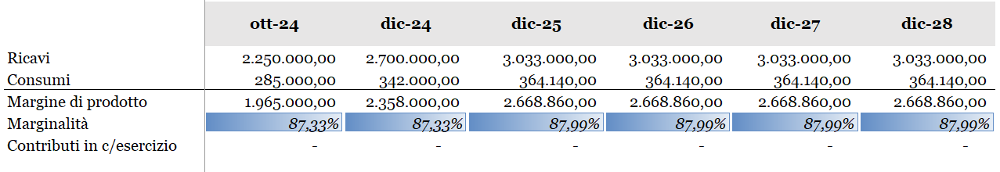 ott-24 dic-24 dic-25 dic-26 dic-27 dic-28
Ricavi 2.250.000,00 2.700.000,00 3.033.000,00 3.033.000,00 3.033.000,00 3.033.000,00
Consumi 285.000,00 342.000,00 364.140,00 364.140,00 364.140,00 364.140,00
Margine di prodotto 1.965.000,00 2.358.000,00 2.668.860,00 2.668.860,00 2.668.860,00 2.668.860,00
Marginalità 87,33% 87,33% 87,99% 87,99% 87,99% 87,99%
Contributi in c/esercizio - - - - - -